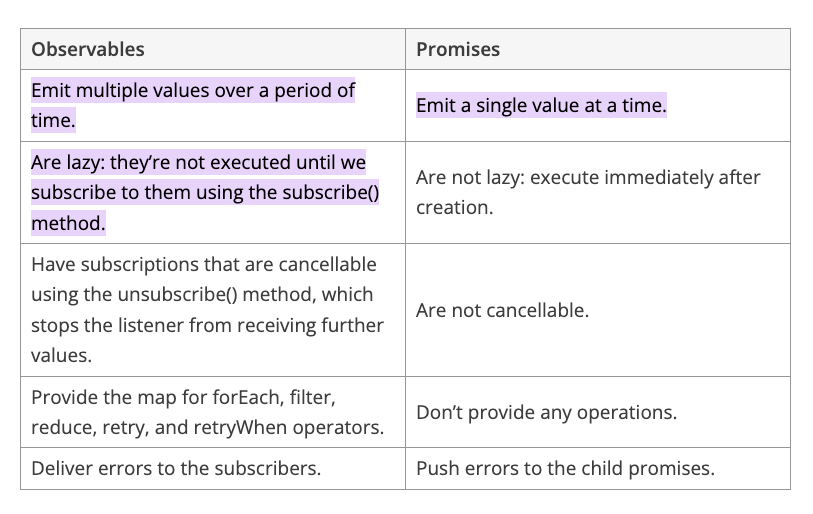 Observables
Promises
Emit multiple values over a period of
time.
Emit a single value at a time.
Are lazy: they’re not executed until we
subscribe to them using the subscribe()
method.
Are not lazy: execute immediately after
creation.
Have subscriptions that are cancellable
using the unsubscribe() method, which
stops the listener from receiving further
values.
Are not cancellable.
Provide the map for forEach, filter,
reduce, retry, and retryWhen operators.
Don’t provide any operations.
Deliver errors to the subscribers.
Push errors to the child promises.